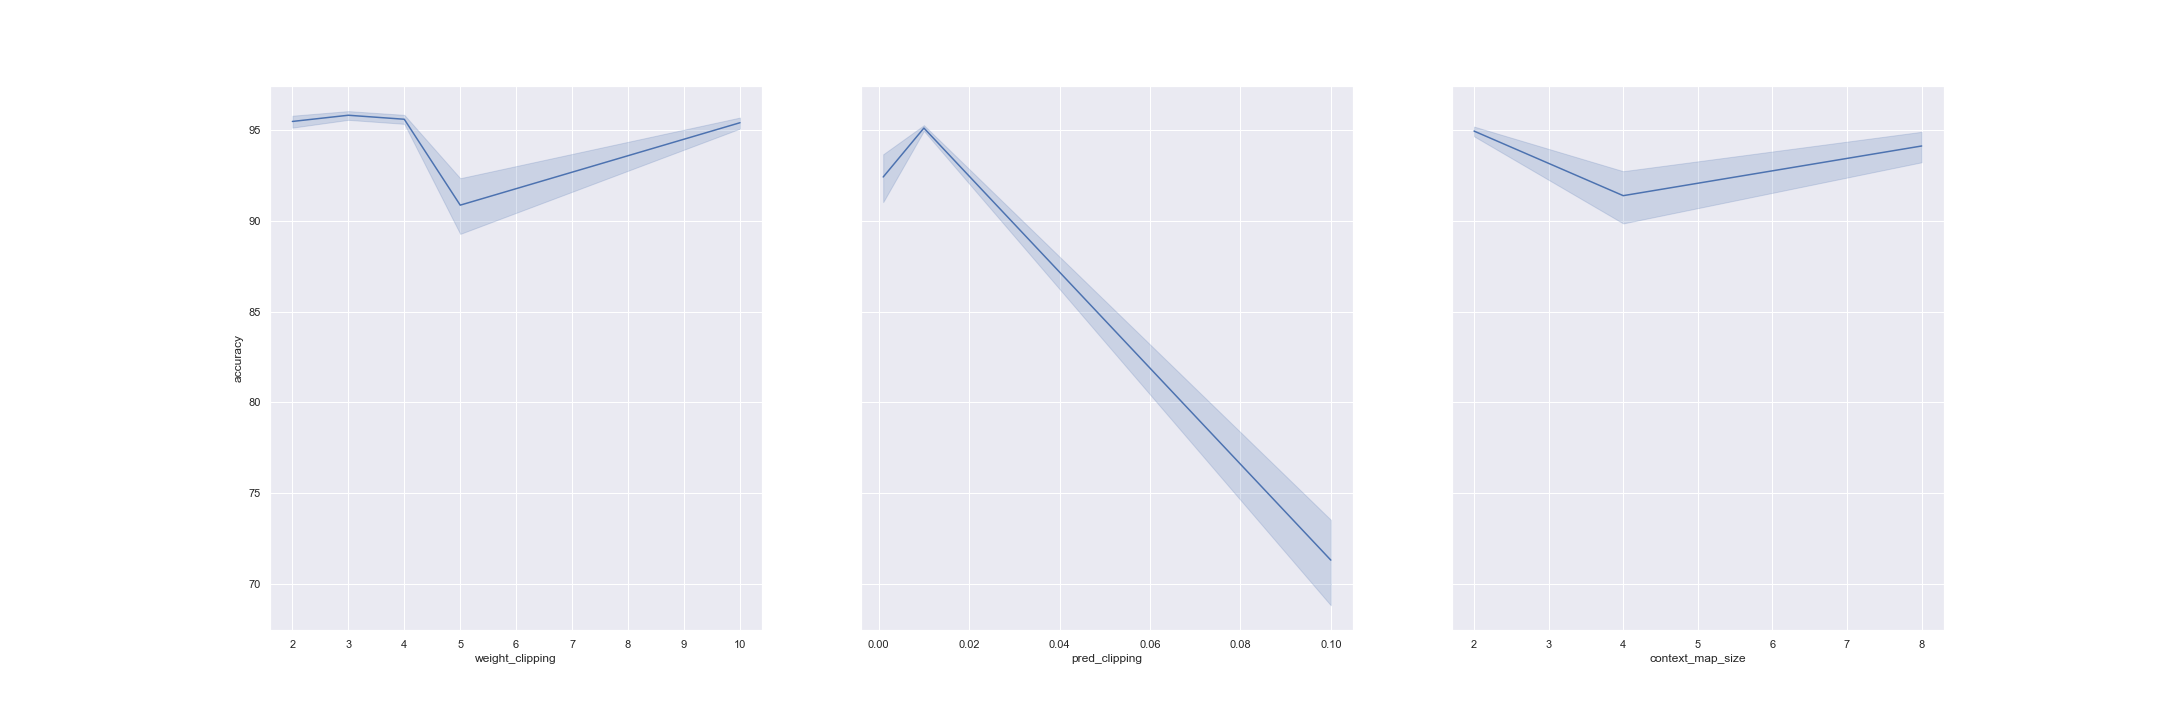 accuracy
95
90
85
80
75
70
2 3 4 5 6 7 8 9 10
weight_clipping
0.00 0.02 0.04 0.06 0.08 0.10
pred_clipping
2 3 4 5 6 7 8
context_map_size